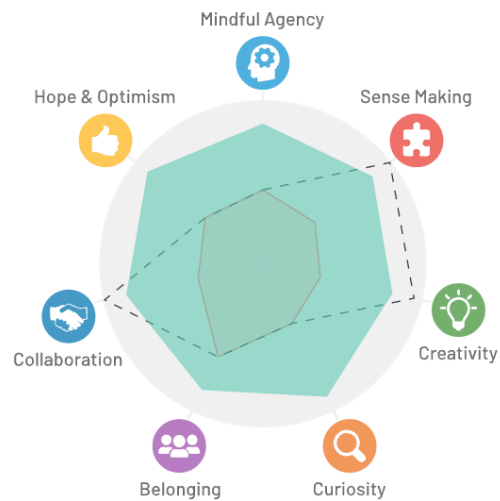 Mindful Agency
Hope & Optimism
Sense Making
Collaboration
Creativity
Belonging
Curiosity